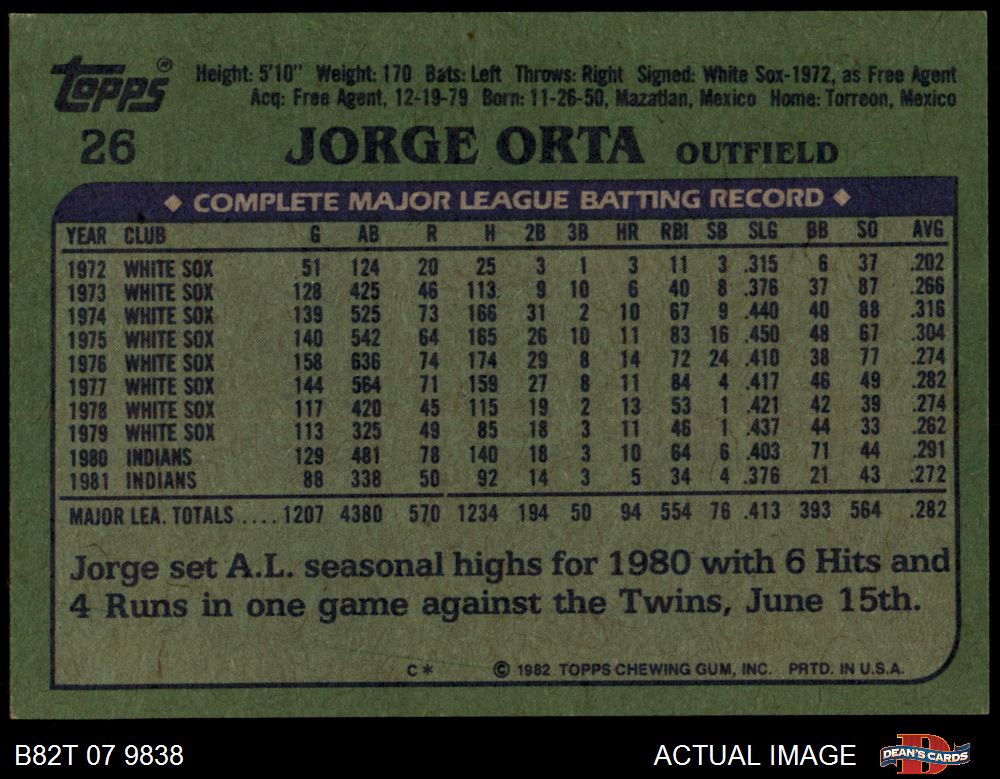 TOPPS®
Height: 5'10" Weight: 170 Bats: Left Throws: Right Signed: White Sox-1972, as Free Agent
Acq: Free Agent, 12-19-79 Born: 11-26-50, Mazatlan, Mexico Home: Torreon, Mexico
26 JORGE ORTA OUTFIELD
◆ COMPLETE MAJOR LEAGUE BATTING RECORD ◆
YEAR CLUB G AB R H 2B 3B HR RBI SB SLG BB SO AVG
1972 WHITE SOX 51 124 20 25 3 1 3 11 3 .315 6 37 .202
1973 WHITE SOX 128 425 46 113 9 10 6 40 8 .376 37 87 .266
1974 WHITE SOX 139 525 73 166 31 2 10 67 9 .440 40 88 .316
1975 WHITE SOX 140 542 64 165 26 10 11 83 16 .450 48 67 .304
1976 WHITE SOX 158 636 74 174 29 8 14 72 24 .410 38 77 .274
1977 WHITE SOX 144 564 71 159 27 8 11 84 4 .417 46 49 .282
1978 WHITE SOX 117 420 45 115 19 2 13 53 1 .421 42 39 .274
1979 WHITE SOX 113 325 49 85 18 3 11 46 1 .437 44 33 .262
1980 INDIANS 129 481 78 140 18 3 10 64 6 .403 71 44 .291
1981 INDIANS 88 338 50 92 14 3 5 34 4 .376 21 43 .272
MAJOR LEA. TOTALS .... 1207 4380 570 1234 194 50 94 554 76 .413 393 564 .282
Jorge set A.L. seasonal highs for 1980 with 6 Hits and
4 Runs in one game against the Twins, June 15th.
C* © 1982 TOPPS CHEWING GUM, INC. PRTD. IN U.S.A.
B82T 07 9838 ACTUAL IMAGE DEAN'S CARDS